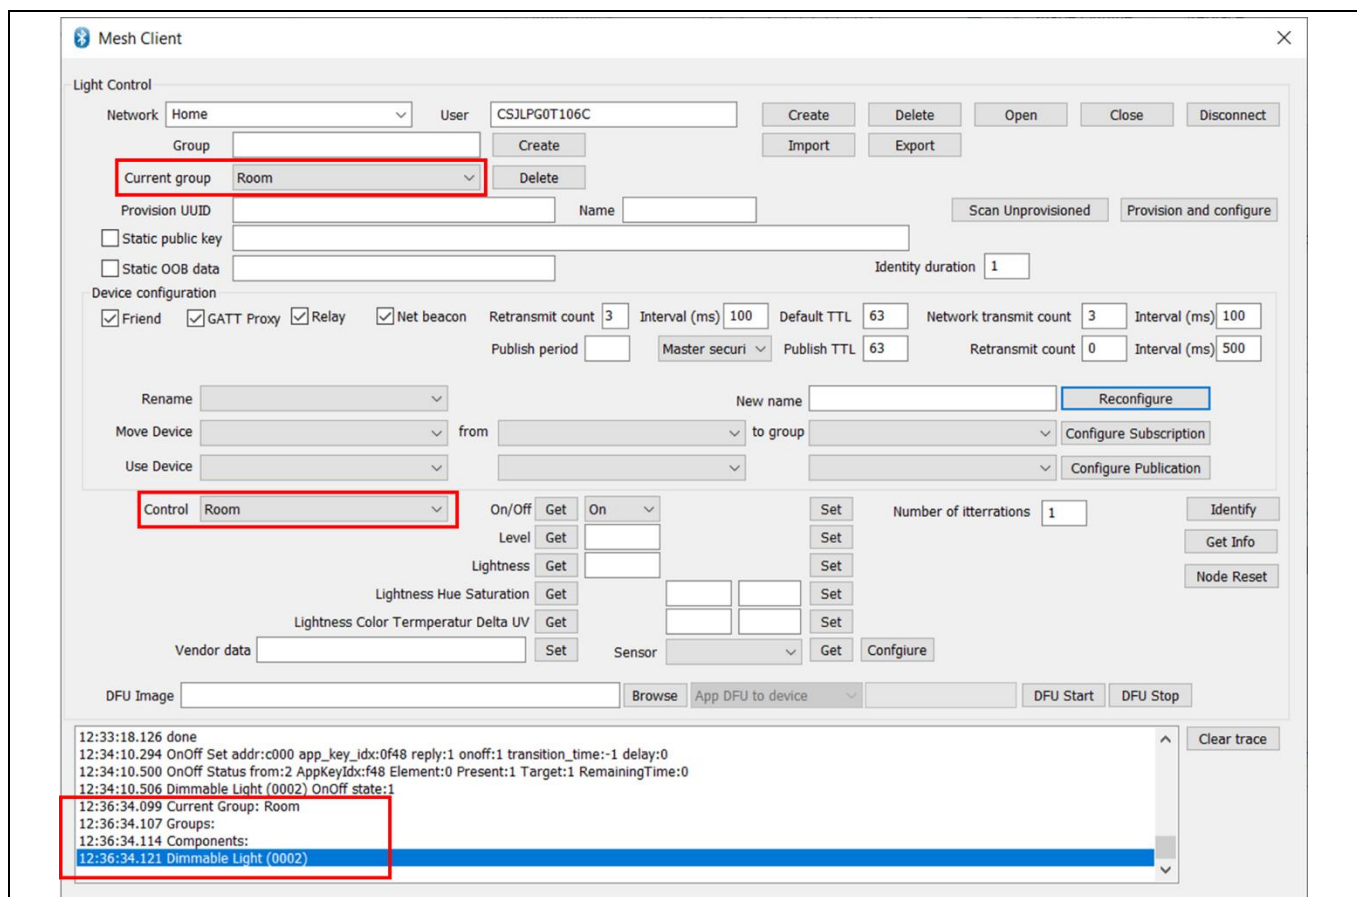 Mesh Client
Light Control
Network Home User CSJLPG0T106C Create Delete Open Close Disconnect
Group Create Import Export
Current group Room Delete
Provision UUID Name Scan Unprovisioned Provision and configure
Static public key
Static OOB data Identity duration 1
Device configuration
Friend GATT Proxy Relay Net beacon Retransmit count 3 Interval (ms) 100 Default TTL 63 Network transmit count 3 Interval (ms) 100
Publish period Master securi Publish TTL 63 Retransmit count 0 Interval (ms) 500
Rename New name Reconfigure
Move Device from to group Configure Subscription
Use Device Configure Publication
Control Room On/Off Get On Set Number of itterrations 1 Identify
Level Get Set Get Info
Lightness Get Set Node Reset
Lightness Hue Saturation Get Set
Lightness Color Termperatur Delta UV Get Set
Vendor data Set Sensor Get Confgiure
DFU Image Browse App DFU to device DFU Start DFU Stop
12:33:18.126 done Clear trace
12:34:10.294 OnOff Set addr:c000 app_key_idx:0f48 reply:1 onoff:1 transition_time:-1 delay:0
12:34:10.500 OnOff Status from:2 AppKeyIdx:f48 Element:0 Present:1 Target:1 RemainingTime:0
12:34:10.506 Dimmable Light (0002) OnOff state:1
12:36:34.099 Current Group: Room
12:36:34.107 Groups:
12:36:34.114 Components:
12:36:34.121 Dimmable Light (0002)